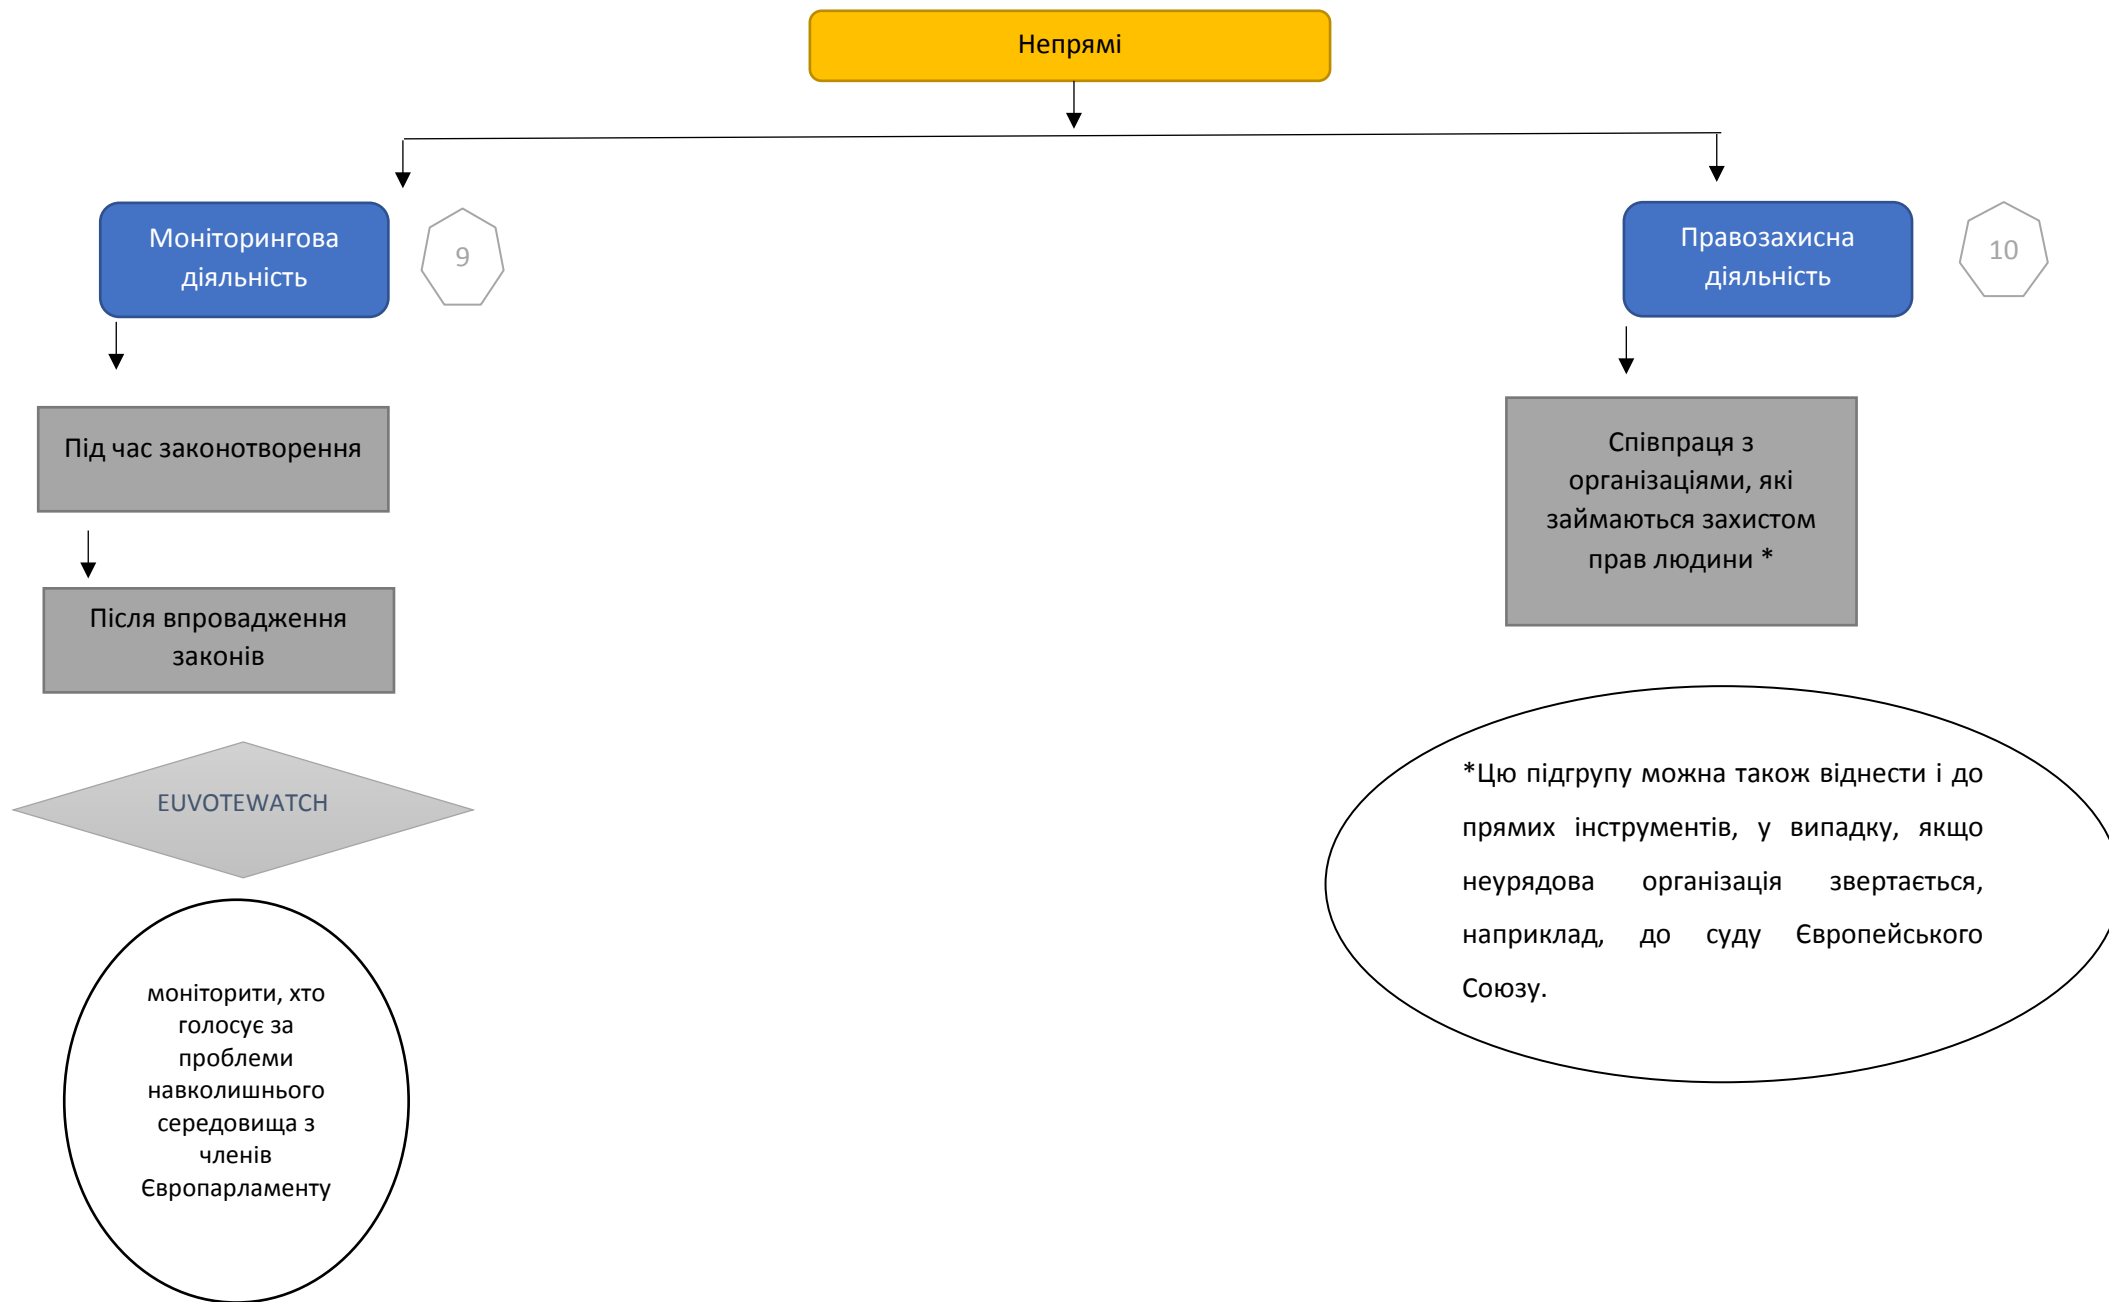 Непрямі
Моніторингова
діяльність
9
Правозахисна
діяльність
10
Під час законотворення
Після впровадження
законів
EUVOTEWATCH
моніторити, хто
голосує за
проблеми
навколишнього
середовища з
членів
Європарламенту
Співпраця з
організаціями, які
займаються захистом
прав людини *
*Цю підгрупу можна також віднести і до
прямих інструментів, у випадку, якщо
неурядова організація звертається,
наприклад, до суду Європейського
Союзу.